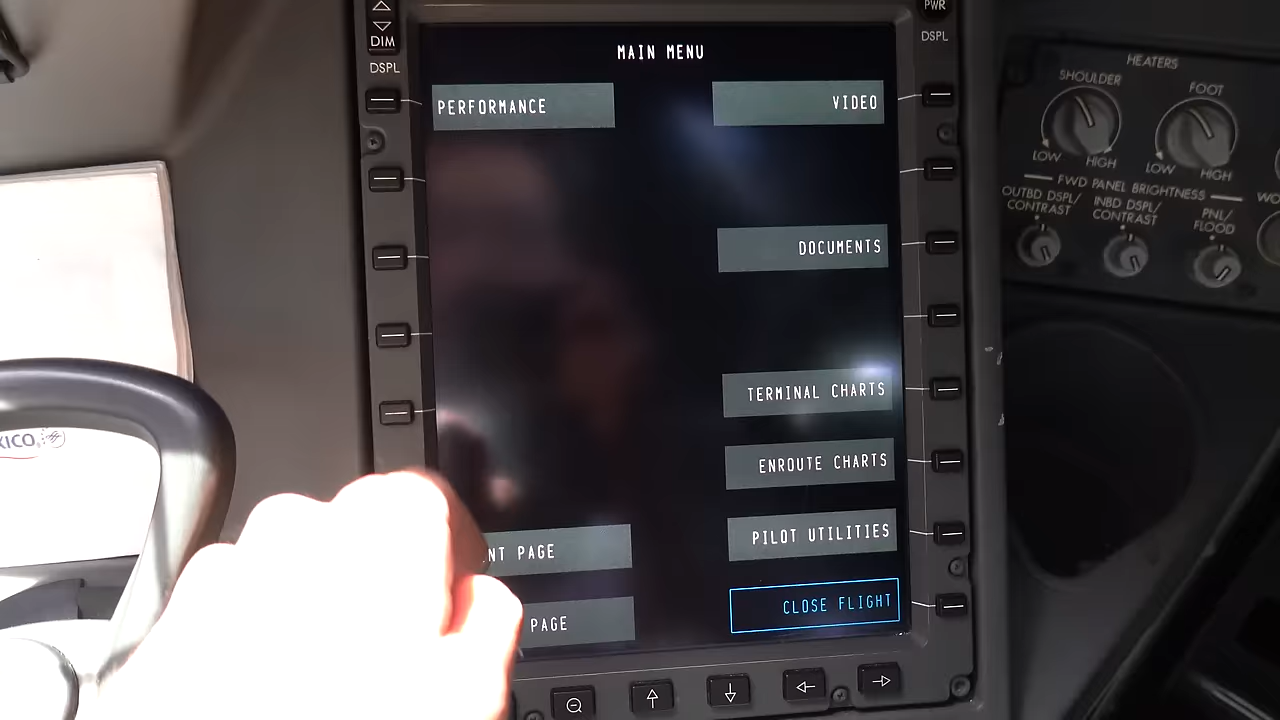 DIM
DSPL
PWR
DSPL
MAIN MENU
PERFORMANCE
VIDEO
DOCUMENTS
TERMINAL CHARTS
ENROUTE CHARTS
PILOT UTILITIES
CLOSE FLIGHT
NT PAGE
PAGE
HEATERS
SHOULDER
FOOT
LOW
HIGH
LOW
HIGH
FWD PANEL BRIGHTNESS
OUTBD DSPL/
CONTRAST
INBD DSPL/
CONTRAST
PNL/
FLOOD
WO
XICO